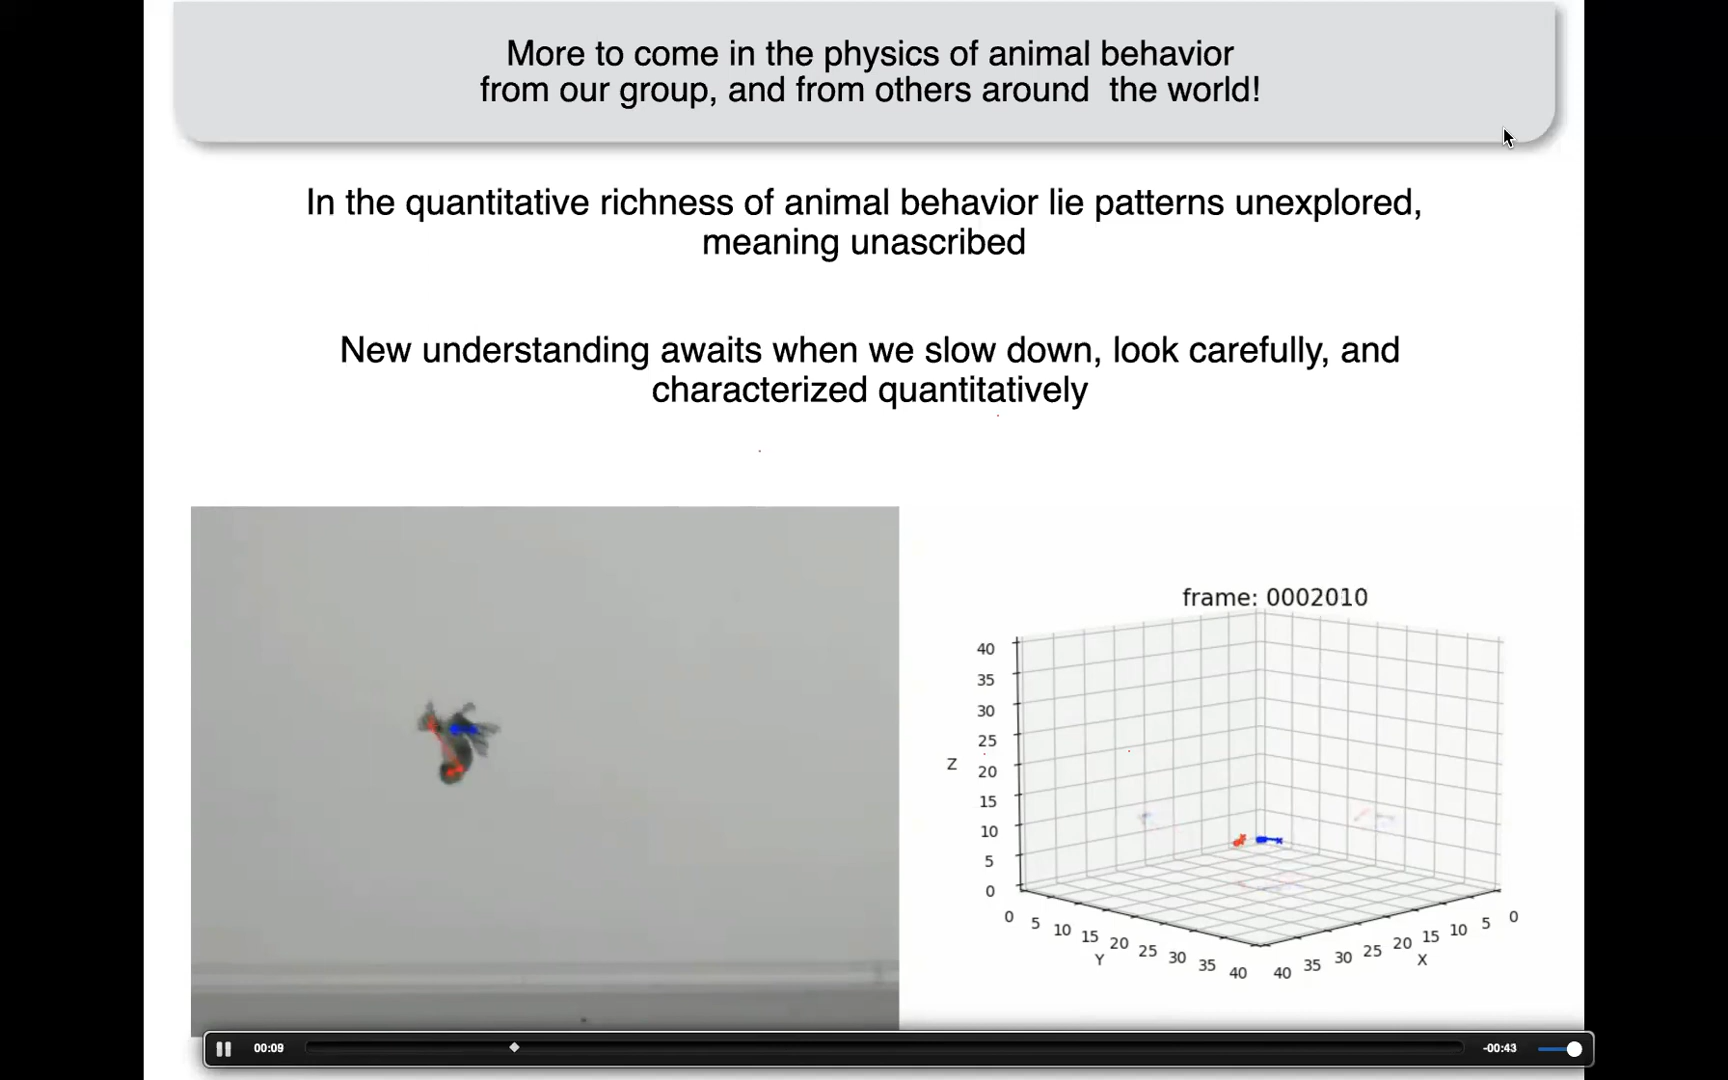 More to come in the physics of animal behavior
from our group, and from others around  the world!
In the quantitative richness of animal behavior lie patterns unexplored,
meaning unascribed
New understanding awaits when we slow down, look carefully, and
characterized quantitatively
frame: 0002010
40
35
30
25
Z
20
15
10
5
0
0 5 10 15 20 25 30 35 40
Y
40 35 30 25 20 15 10 5 0
X
00:09
-00:43